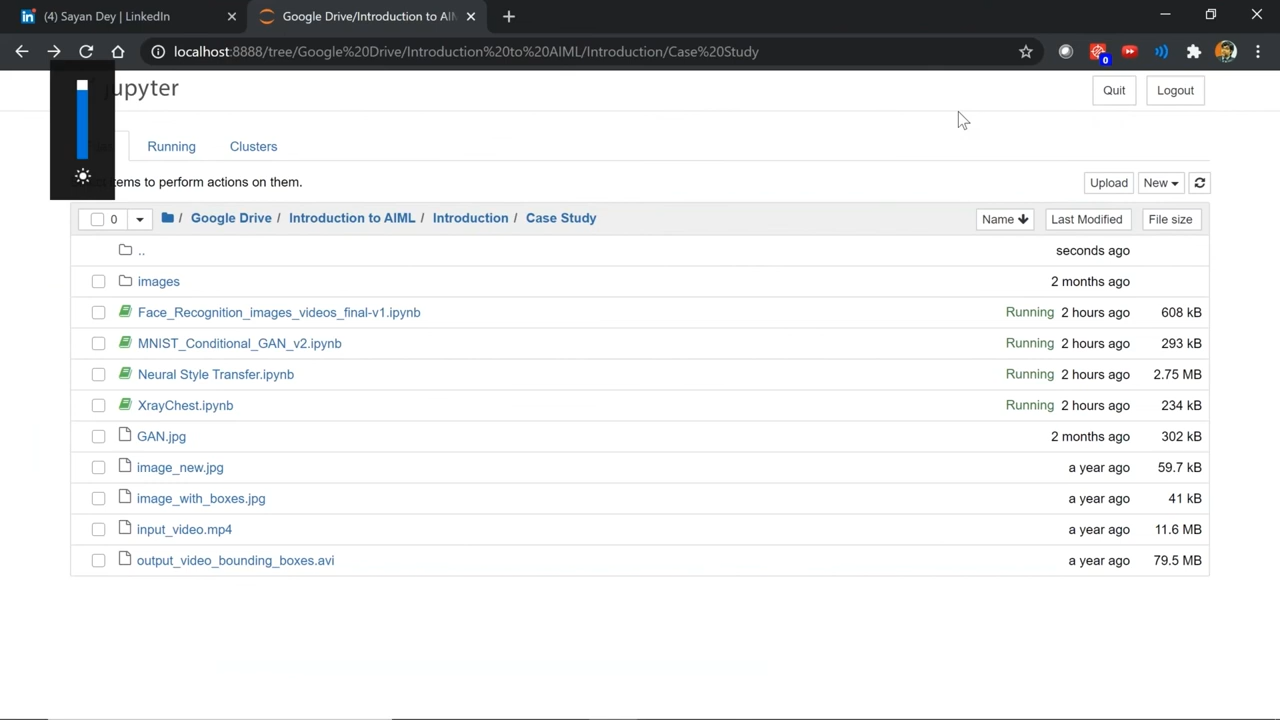 (4) Sayan Dey | LinkedIn
Google Drive/Introduction to AIM
localhost:8888/tree/Google%20Drive/Introduction%20to%20AIML/Introduction/Case%20Study
0
jupyter
Quit
Logout
Running
Clusters
items to perform actions on them.
Upload
New
0
/ Google Drive / Introduction to AIML / Introduction / Case Study
Name
Last Modified
File size
..
seconds ago
images
2 months ago
Face_Recognition_images_videos_final-v1.ipynb
Running 2 hours ago
608 kB
MNIST_Conditional_GAN_v2.ipynb
Running 2 hours ago
293 kB
Neural Style Transfer.ipynb
Running 2 hours ago
2.75 MB
XrayChest.ipynb
Running 2 hours ago
234 kB
GAN.jpg
2 months ago
302 kB
image_new.jpg
a year ago
59.7 kB
image_with_boxes.jpg
a year ago
41 kB
input_video.mp4
a year ago
11.6 MB
output_video_bounding_boxes.avi
a year ago
79.5 MB